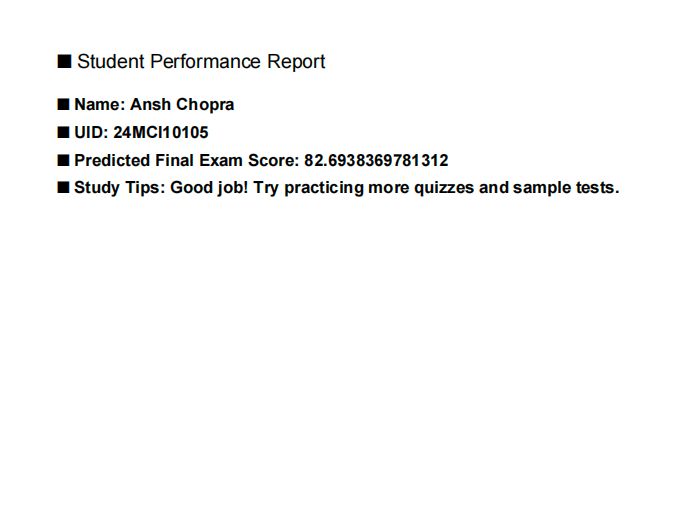 ■ Student Performance Report
■ Name: Ansh Chopra
■ UID: 24MCI10105
■ Predicted Final Exam Score: 82.6938369781312
■ Study Tips: Good job! Try practicing more quizzes and sample tests.